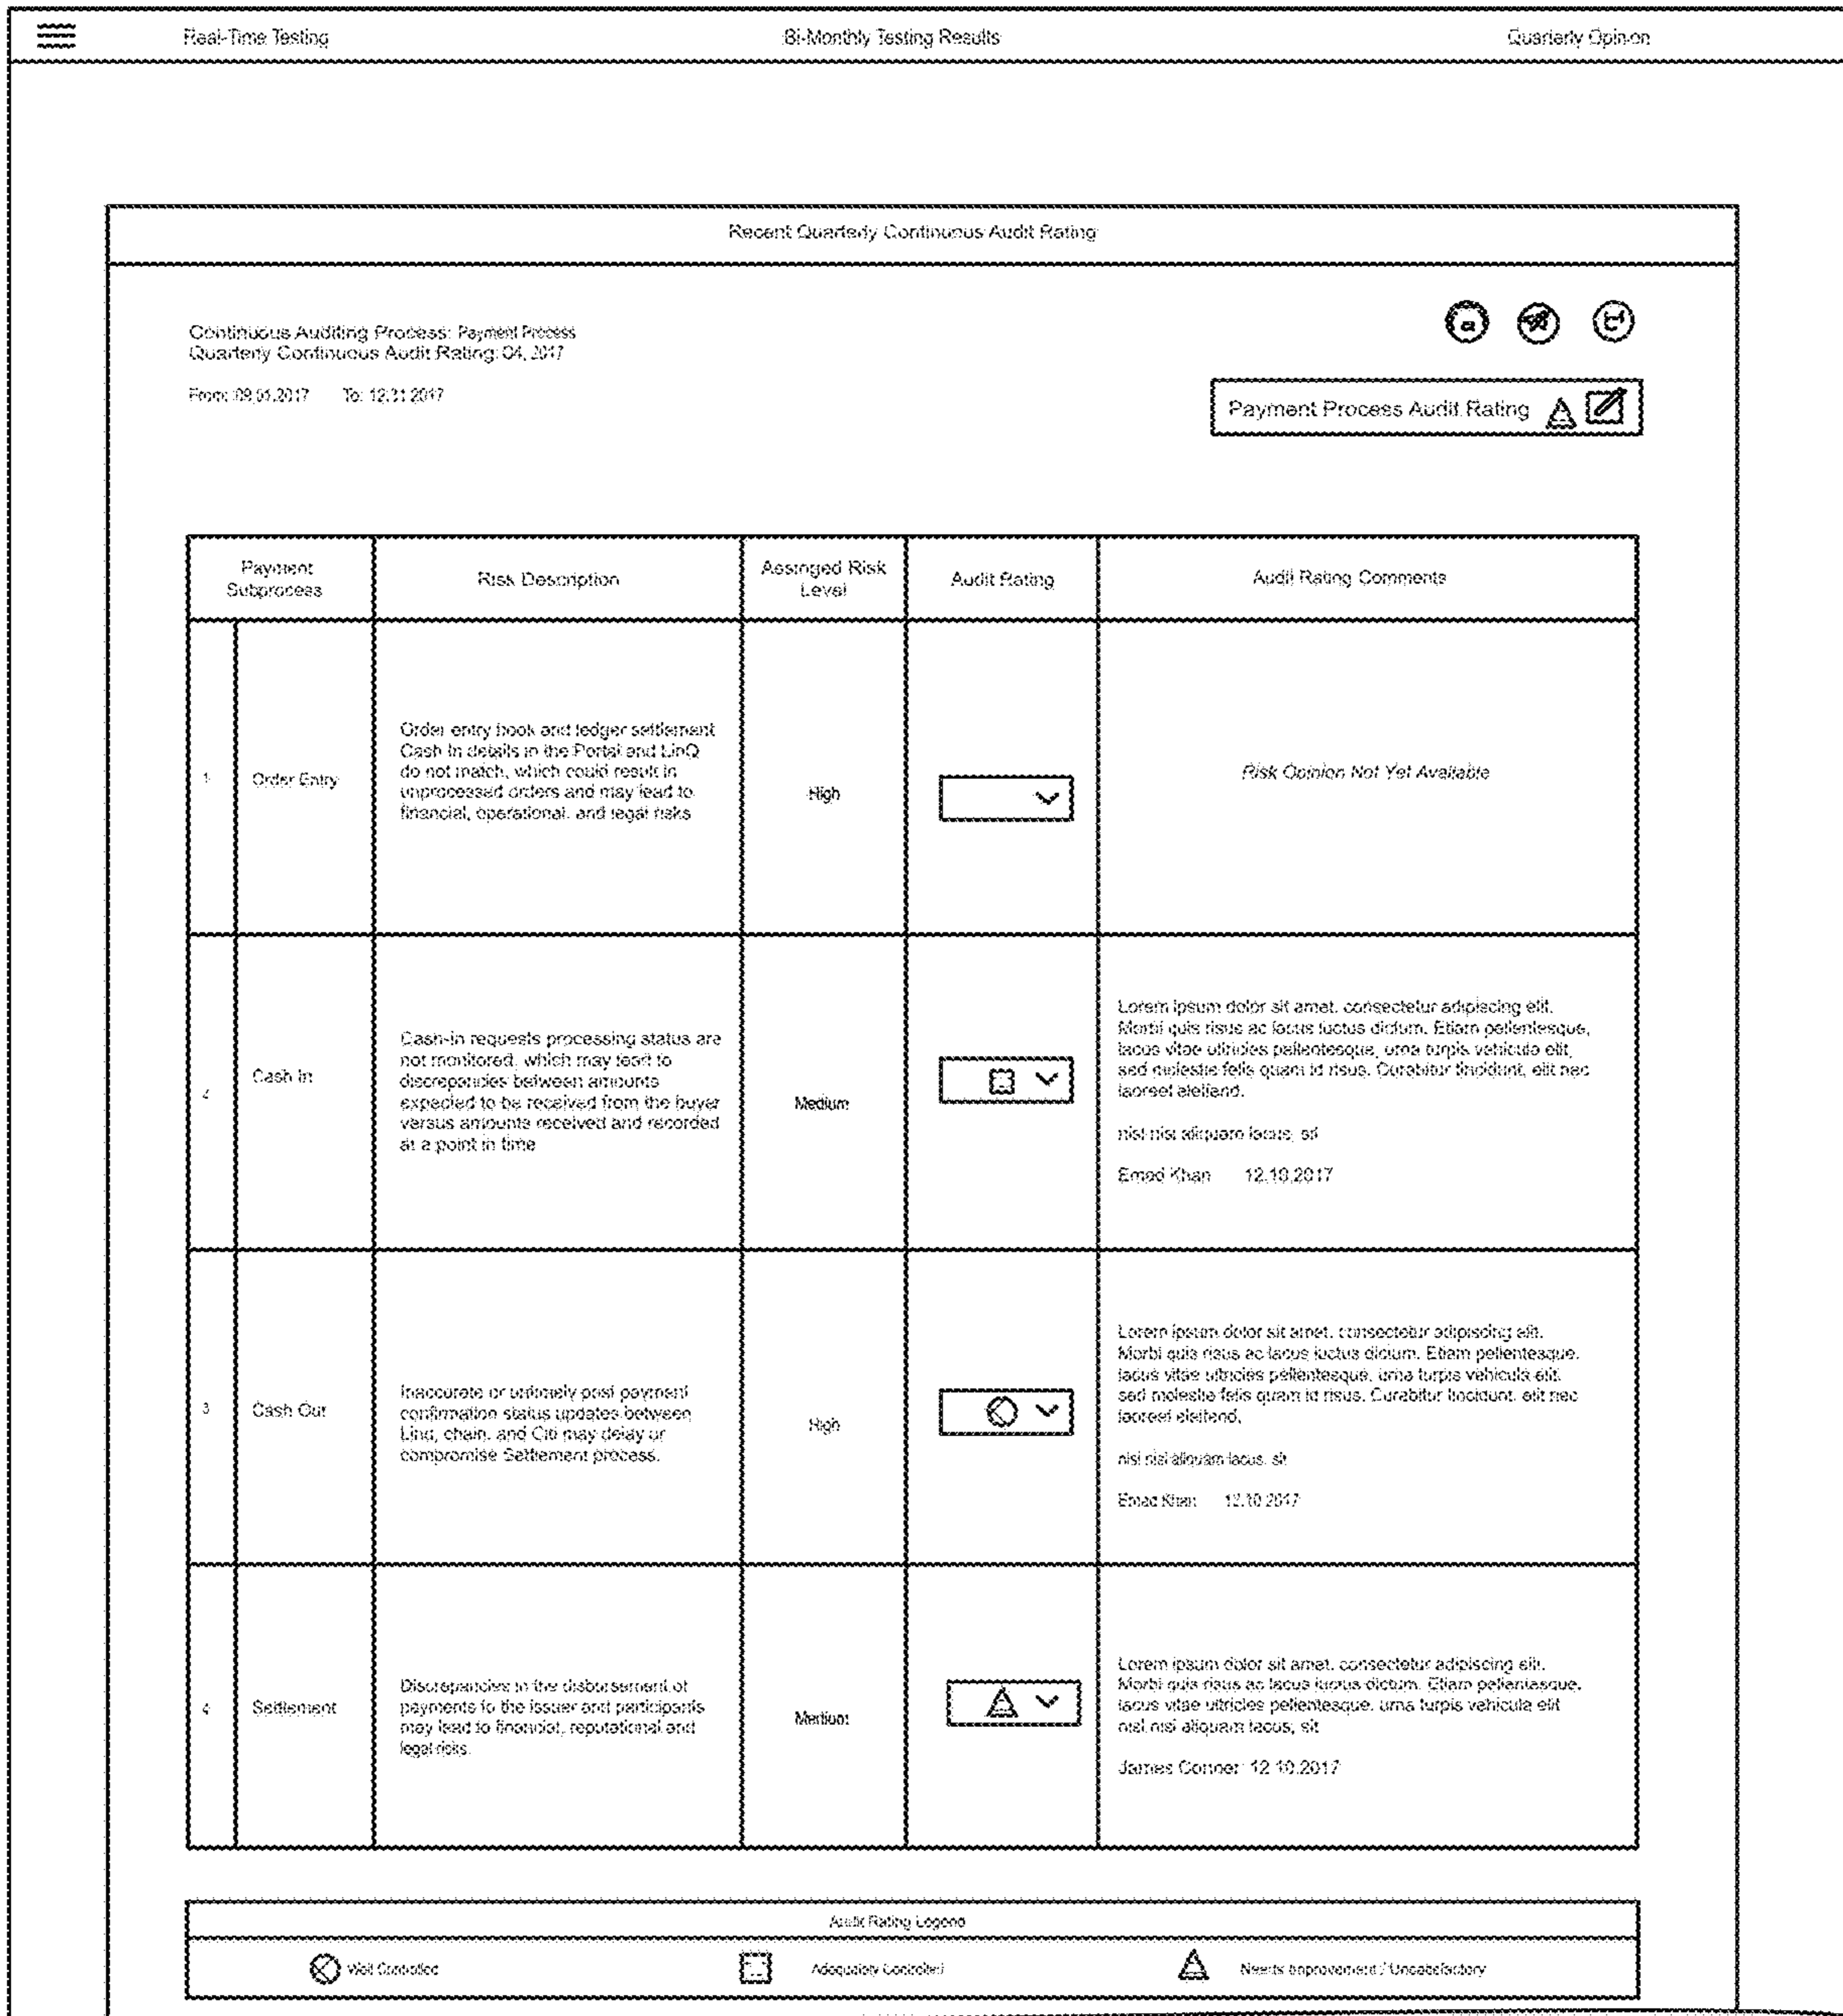 Real-Time Testing
Bi-Monthly Testing Results
Quarterly Opinion
Recent Quarterly Continuous Audit Rating
Continuous Auditing Process: Payment Process
Quarterly Continuous Audit Rating: Q4, 2017
From: 09.01.2017 To: 12.31.2017
Payment Process Audit Rating
Payment
Subprocess
Risk Description
Assinged Risk
Level
Audit Rating
Audit Rating Comments
1
Order Entry
Order entry book and ledger settlement
Cash In details in the Portal and LinQ
do not match, which could result in
unprocessed orders and may lead to
financial, operational, and legal risks
High
Risk Opinion Not Yet Available
Cash In
Cash-in requests processing status are
not monitored, which may lead to
discrepancies between amounts
expected to be received from the buyer
versus amounts received and recorded
at a point in time
Medium
Lorem ipsum dolor sit amet, consectetur adipiscing elit.
Morbi quis risus ac lacus luctus dictum. Etiam pellentesque,
lacus vitae ultricies pellentesque, urna turpis vehicula elit,
sed molestie felis quam id risus. Curabitur tincidunt, elit nec
laoreet eleifend,
nisl nisi aliquam lacus, sit
Emad Khan 12.10.2017
3
Cash Out
Inaccurate or untimely post payment
confirmation status updates between
Linq, chain, and Citi may delay or
compromise Settlement process.
High
Lorem ipsum dolor sit amet, consectetur adipiscing elit.
Morbi quis risus ac lacus luctus dictum. Etiam pellentesque,
lacus vitae ultricies pellentesque, urna turpis vehicula elit,
sed molestie felis quam id risus. Curabitur tincidunt, elit nec
laoreet eleifend,
nisl nisi aliquam lacus, sit
Emad Khan 12.10.2017
4
Settlement
Discrepancies in the disbursement of
payments to the issuer and participants
may lead to financial, reputational and
legal risks.
Medium
Lorem ipsum dolor sit amet, consectetur adipiscing elit.
Morbi quis risus ac lacus luctus dictum. Etiam pellentesque,
lacus vitae ultricies pellentesque, urna turpis vehicula elit
nisl nisi aliquam lacus, sit
James Conner 12.10.2017
Audit Rating Legend
Well Controlled
Adequately Controlled
Needs Improvement / Unsatisfactory